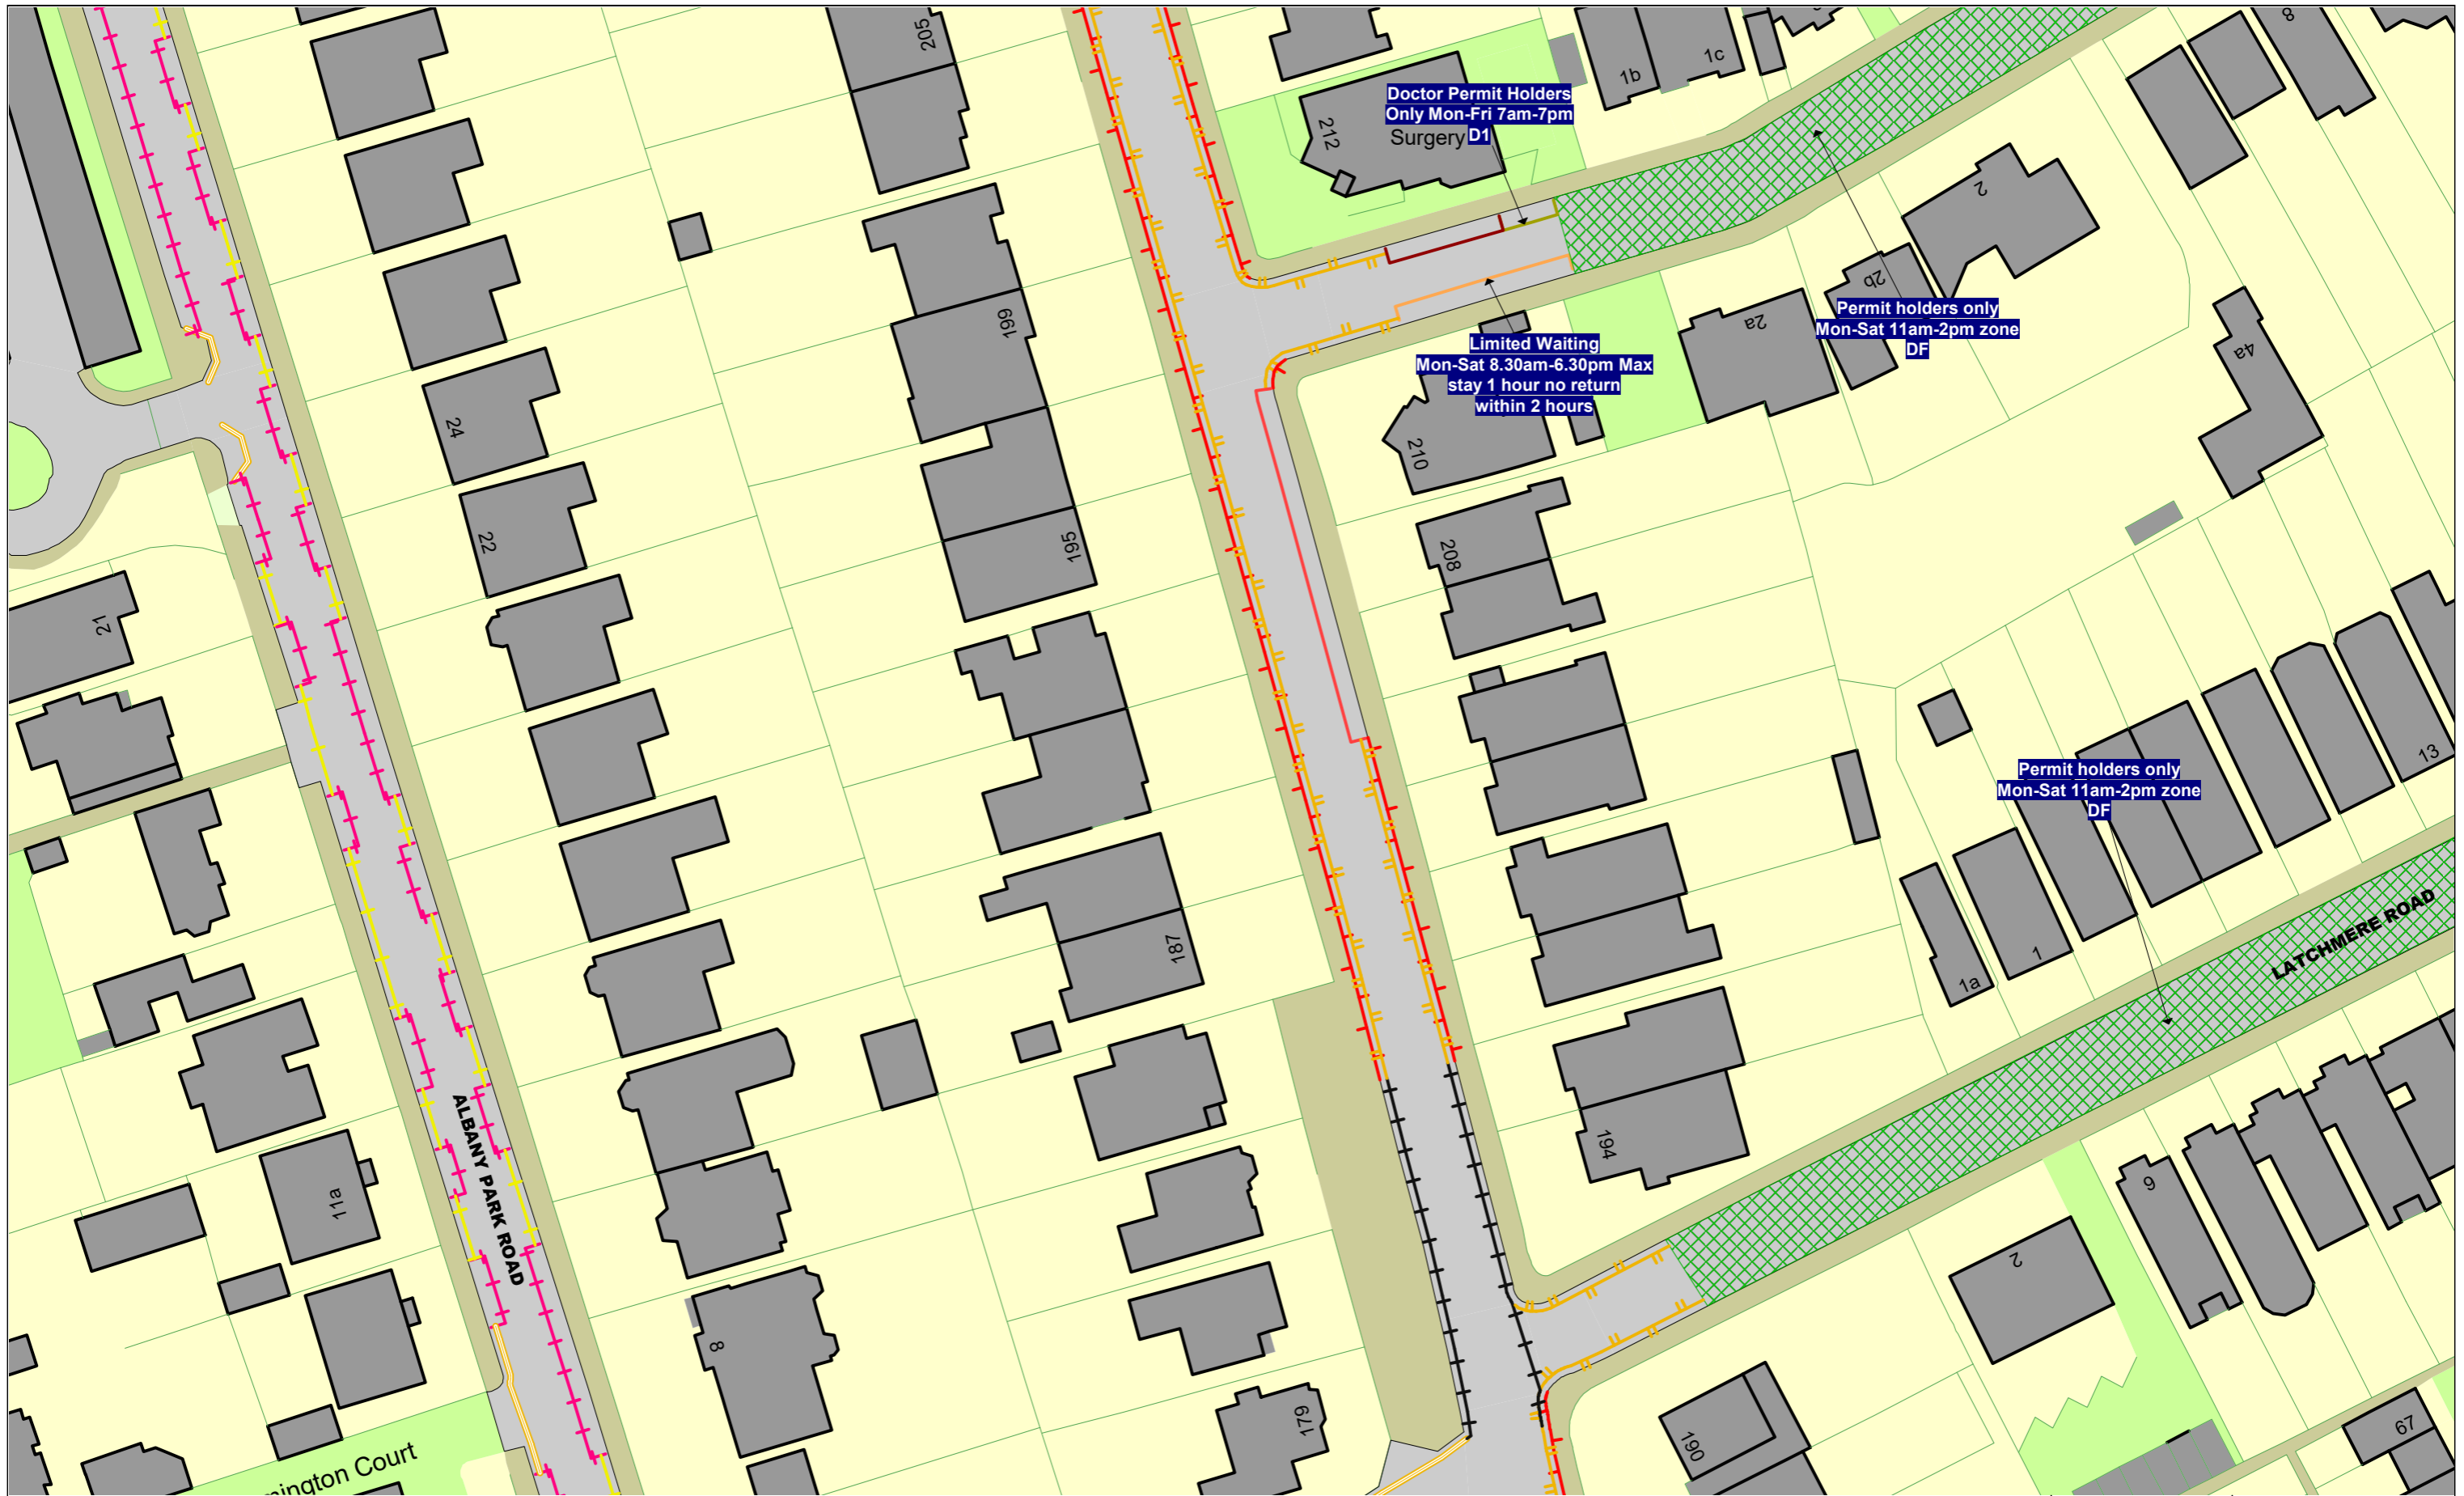 205
8
1b
1c
Doctor Permit Holders
Only Mon-Fri 7am-7pm
Surgery D1
212
2
2b
2a
Permit holders only
Mon-Sat 11am-2pm zone
DF
Limited Waiting
Mon-Sat 8.30am-6.30pm Max
stay 1 hour no return
within 2 hours
4a
199
24
210
22
195
208
21
13
Permit holders only
Mon-Sat 11am-2pm zone
DF
187
1
1a
LATCHMERE ROAD
ALBANY PARK ROAD
194
11a
9
2
8
179
190
67
mington Court